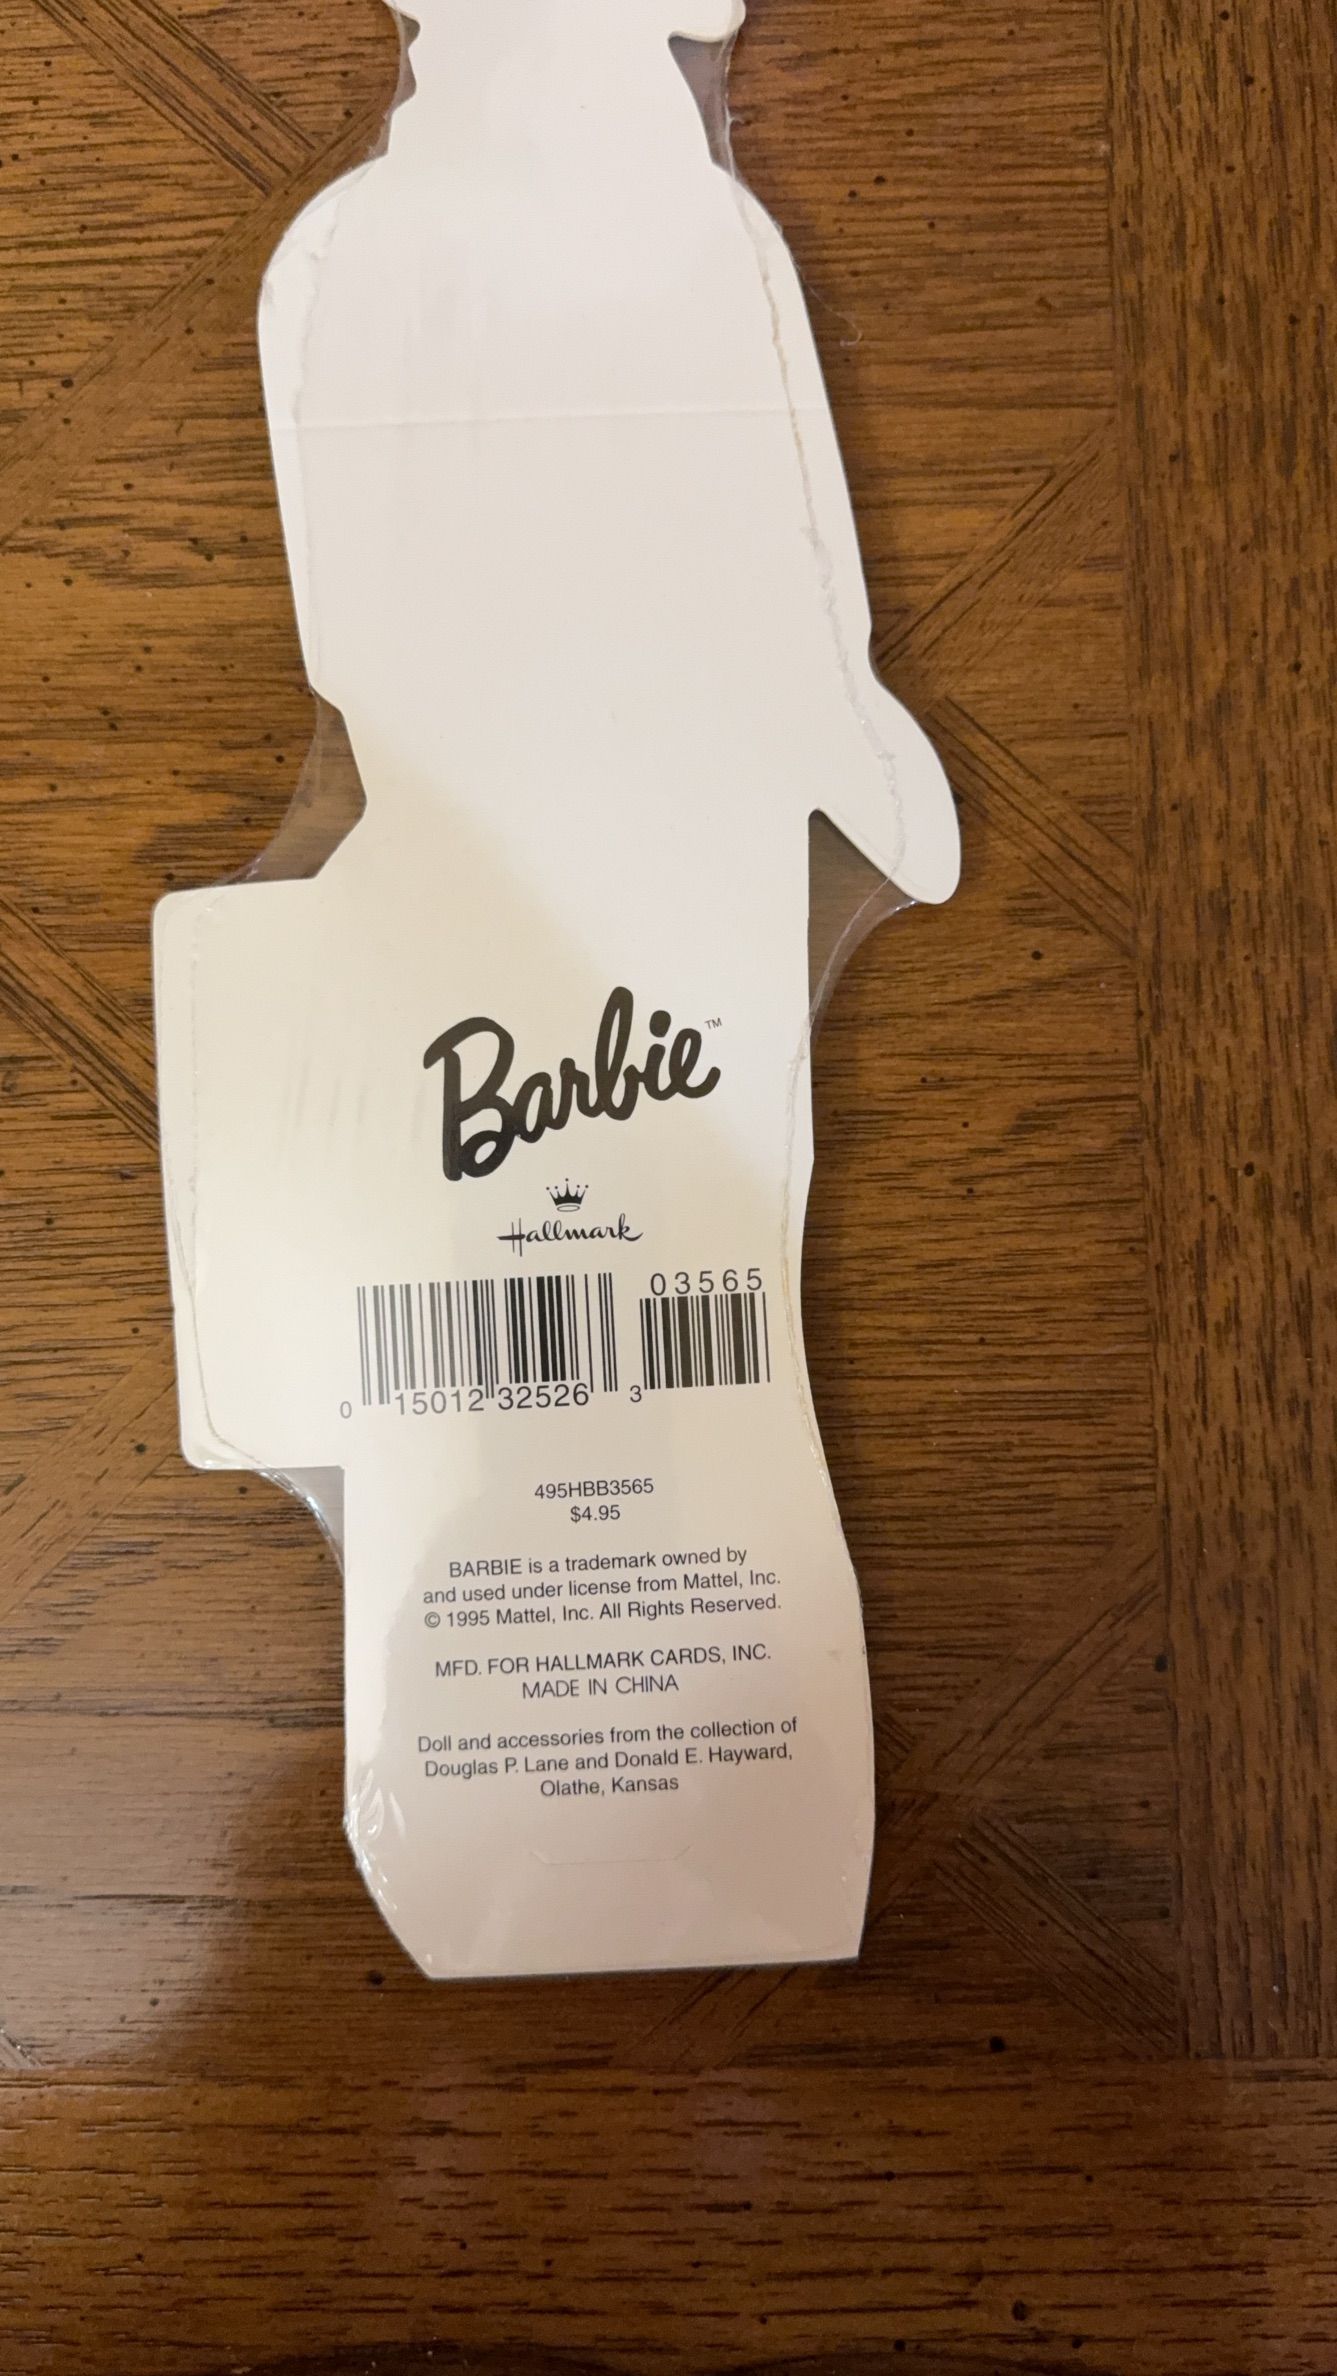 Barbie™
Hallmark
03565
0 15012 32526 3
495HBB3565
$4.95
BARBIE is a trademark owned by
and used under license from Mattel, Inc.
© 1995 Mattel, Inc. All Rights Reserved.
MFD. FOR HALLMARK CARDS, INC.
MADE IN CHINA
Doll and accessories from the collection of
Douglas P. Lane and Donald E. Hayward,
Olathe, Kansas